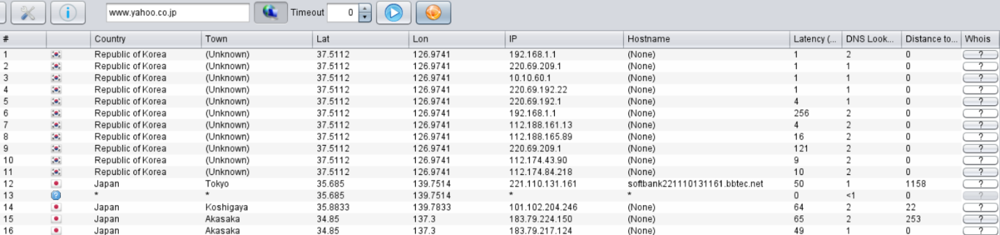 www.yahoo.co.jp Timeout 0
# Country Town Lat Lon IP Hostname Latency (... DNS Look... Distance to... Whois
1 Republic of Korea (Unknown) 37.5112 126.9741 192.168.1.1 (None) 1 2 0 ?
2 Republic of Korea (Unknown) 37.5112 126.9741 220.69.209.1 (None) 1 1 0 ?
3 Republic of Korea (Unknown) 37.5112 126.9741 10.10.60.1 (None) 1 1 0 ?
4 Republic of Korea (Unknown) 37.5112 126.9741 220.69.192.22 (None) 1 1 0 ?
5 Republic of Korea (Unknown) 37.5112 126.9741 220.69.192.1 (None) 4 1 0 ?
6 Republic of Korea (Unknown) 37.5112 126.9741 192.168.1.1 (None) 256 2 0 ?
7 Republic of Korea (Unknown) 37.5112 126.9741 112.188.161.13 (None) 4 2 0 ?
8 Republic of Korea (Unknown) 37.5112 126.9741 112.188.165.89 (None) 16 2 0 ?
9 Republic of Korea (Unknown) 37.5112 126.9741 220.69.209.1 (None) 121 2 0 ?
10 Republic of Korea (Unknown) 37.5112 126.9741 112.174.43.90 (None) 9 2 0 ?
11 Republic of Korea (Unknown) 37.5112 126.9741 112.174.84.218 (None) 10 2 0 ?
12 Japan Tokyo 35.685 139.7514 221.110.131.161 softbank221110131161.bbtec.net 50 1 1158 ?
13 ? * * 35.685 139.7514 * * 0 <1 0 ?
14 Japan Koshigaya 35.8833 139.7833 101.102.204.246 (None) 64 2 22 ?
15 Japan Akasaka 34.85 137.3 183.79.224.150 (None) 65 2 253 ?
16 Japan Akasaka 34.85 137.3 183.79.217.124 (None) 49 1 0 ?